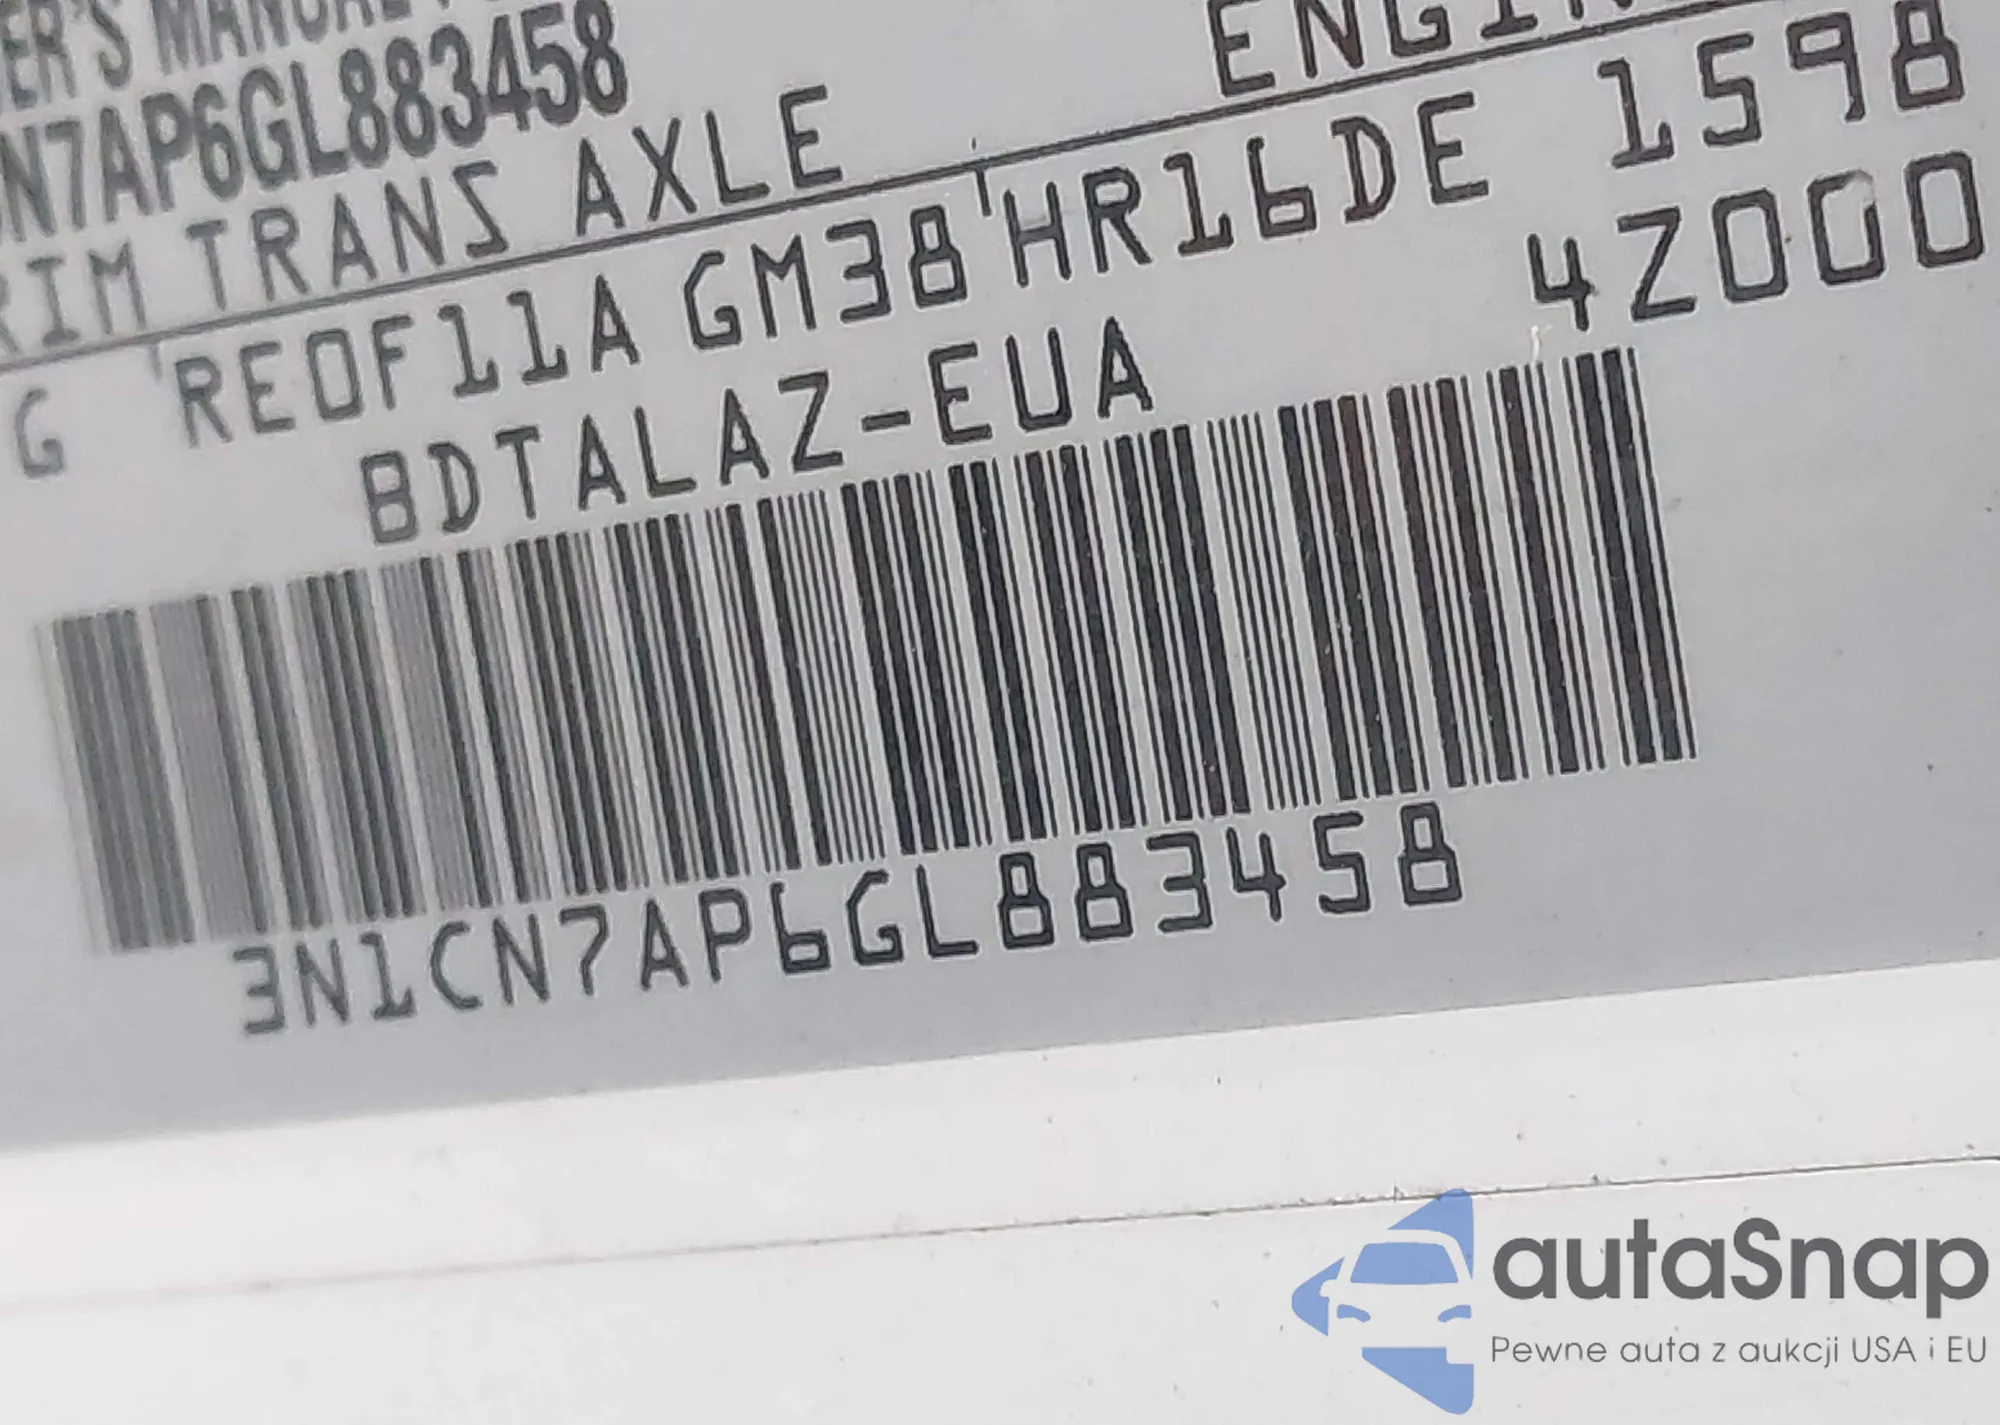 ER'S MANUAL
N7AP6GL883458
RIM TRANS AXLE ENGIN
G RE0F11A GM38 HR16DE 1598
BDTALAZ-EUA 4Z000
3N1CN7AP6GL883458
autaSnap
Pewne auta z aukcji USA i EU